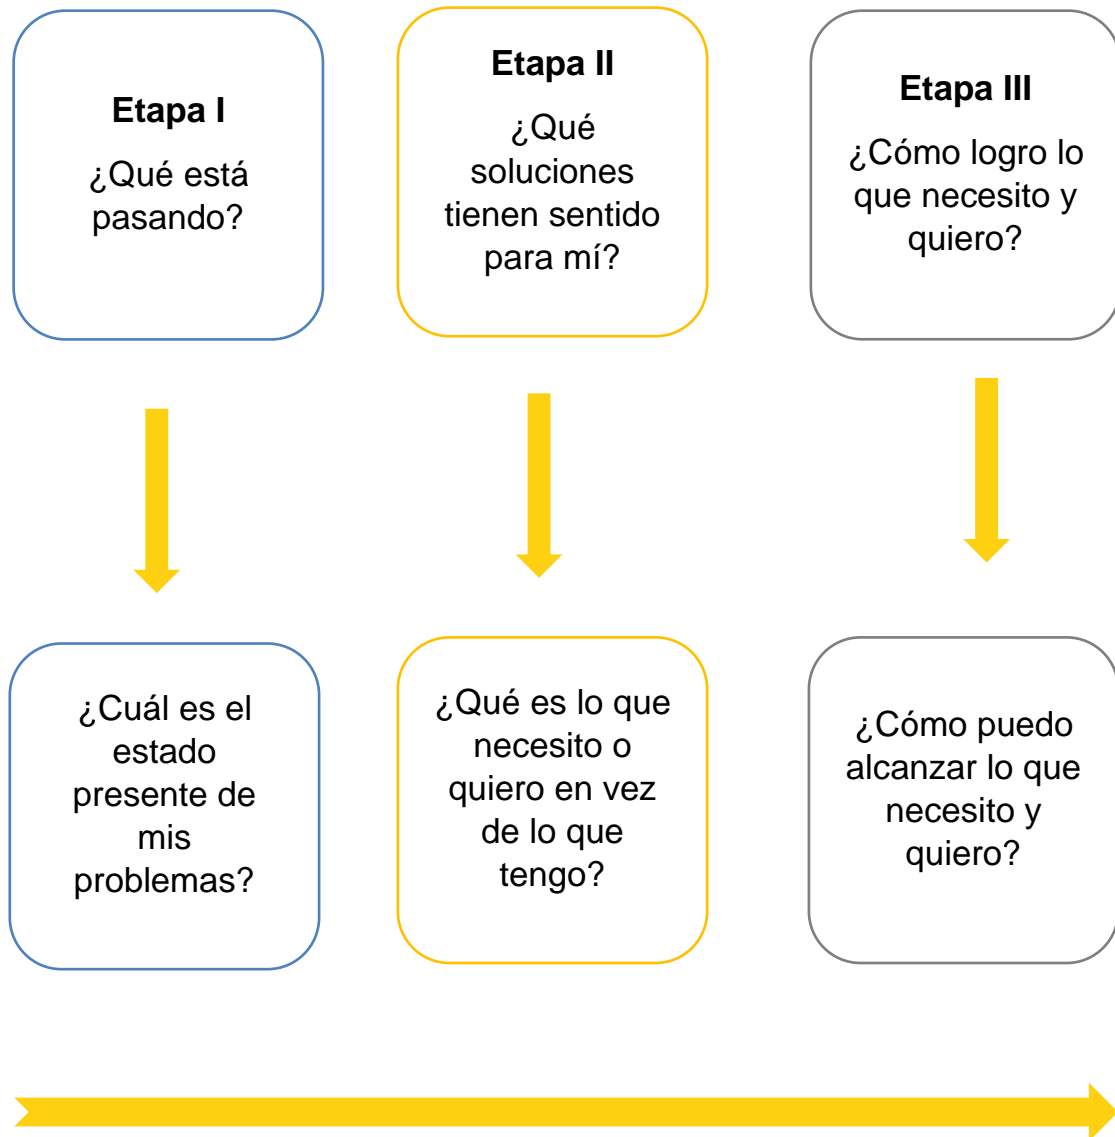 Etapa I
¿Qué está
pasando?
Etapa II
¿Qué
soluciones
tienen sentido
para mí?
Etapa III
¿Cómo logro lo
que necesito y
quiero?
¿Cuál es el
estado
presente de
mis
problemas?
¿Qué es lo que
necesito o
quiero en vez
de lo que
tengo?
¿Cómo puedo
alcanzar lo que
necesito y
quiero?